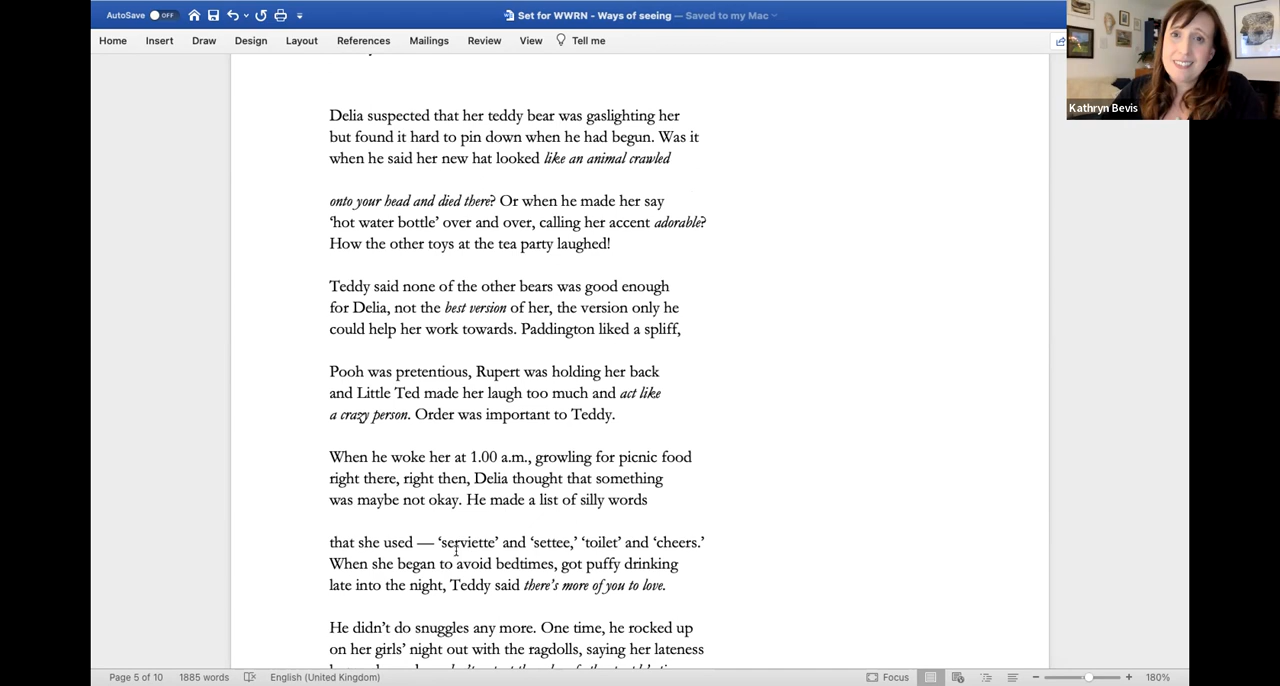 AutoSave OFF
Set for WWRN - Ways of seeing — Saved to my Mac
Home Insert Draw Design Layout References Mailings Review View Tell me
Kathryn Bevis
Delia suspected that her teddy bear was gaslighting her
but found it hard to pin down when he had begun. Was it
when he said her new hat looked like an animal crawled
onto your head and died there? Or when he made her say
‘hot water bottle’ over and over, calling her accent adorable?
How the other toys at the tea party laughed!
Teddy said none of the other bears was good enough
for Delia, not the best version of her, the version only he
could help her work towards. Paddington liked a spliff,
Pooh was pretentious, Rupert was holding her back
and Little Ted made her laugh too much and act like
a crazy person. Order was important to Teddy.
When he woke her at 1.00 a.m., growling for picnic food
right there, right then, Delia thought that something
was maybe not okay. He made a list of silly words
that she used — ‘serviette’ and ‘settee,’ ‘toilet’ and ‘cheers.’
When she began to avoid bedtimes, got puffy drinking
late into the night, Teddy said there’s more of you to love.
He didn’t do snuggles any more. One time, he rocked up
on her girls’ night out with the ragdolls, saying her lateness
Page 5 of 10 1885 words English (United Kingdom) Focus 180%